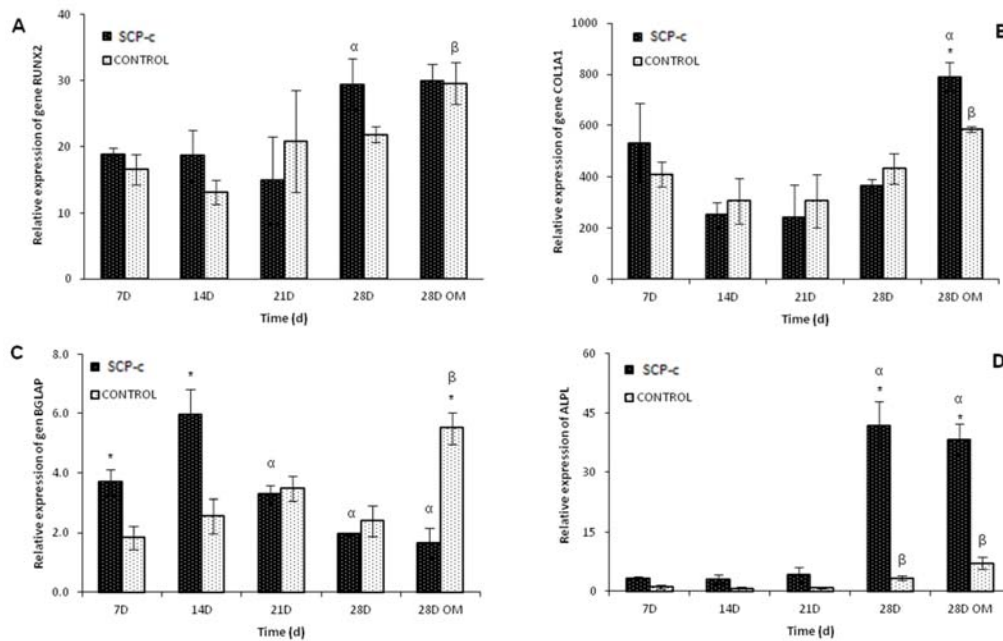 A
SCP-c
CONTROL
Relative expression of gene RUNX2
40
30
20
10
0
α
β
7D 14D 21D 28D 28D OM
Time (d)
B
SCP-c
CONTROL
Relative expression of gene COL1A1
1000
800
600
400
200
0
α
*
β
7D 14D 21D 28D 28D OM
Time (d)
C
SCP-c
CONTROL
Relative expression of gen BGLAP
8.0
6.0
4.0
2.0
0.0
*
*
α
α
α
β
*
7D 14D 21D 28D 28D OM
Time (d)
D
SCP-c
CONTROL
Relative expression of ALPL
60
45
30
15
0
α
*
β
α
*
β
7D 14D 21D 28D 28D OM
Time (d)